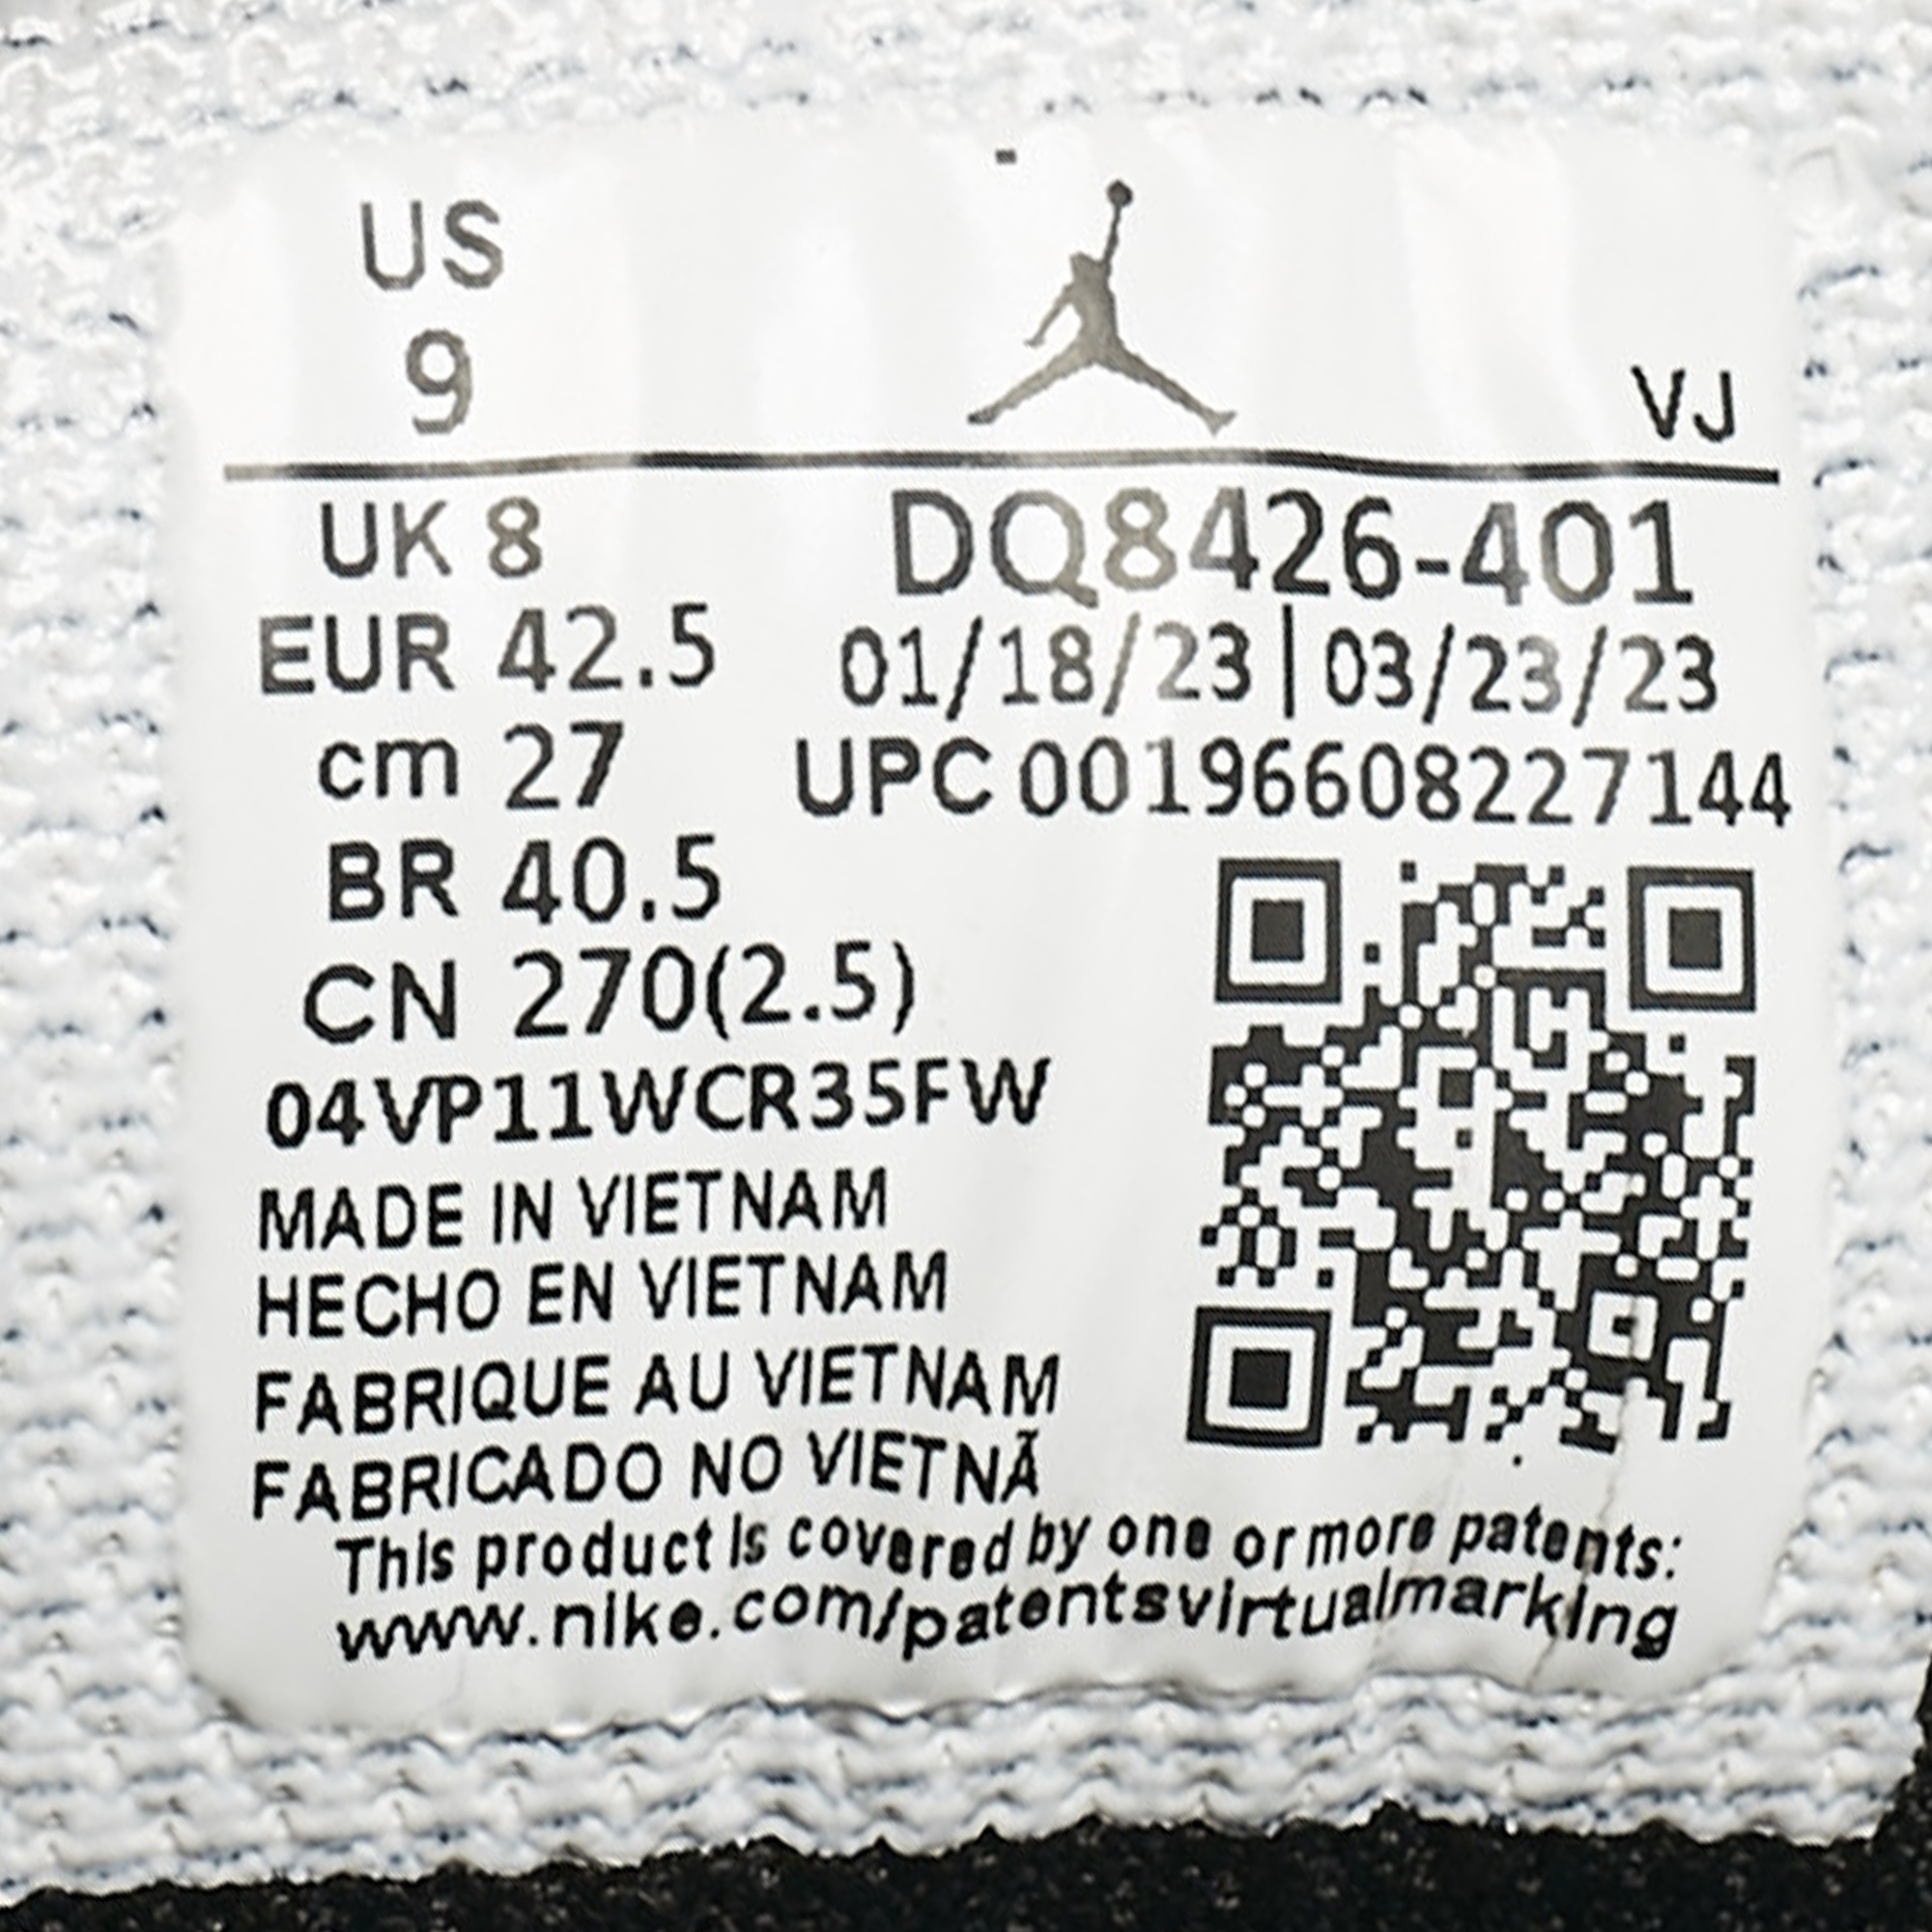 US
9
VJ
UK 8
DQ8426-401
EUR 42.5
01/18/23|03/23/23
cm 27
UPC 00196608227144
BR 40.5
CN 270(2.5)
04VP11WCR35FW
MADE IN VIETNAM
HECHO EN VIETNAM
FABRIQUE AU VIETNAM
FABRICADO NO VIETNÃ
This product is covered by one or more patents:
www.nike.com/patentsvirtualmarking